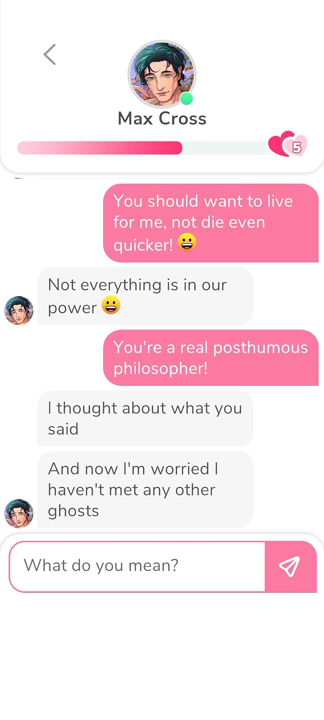 Max Cross
5
You should want to live
for me, not die even
quicker! 😀
Not everything is in our
power 😀
You're a real posthumous
philosopher!
I thought about what you
said
And now I'm worried I
haven't met any other
ghosts
What do you mean?